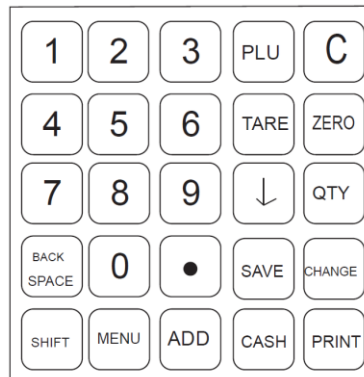 1 2 3 PLU C
4 5 6 TARE ZERO
7 8 9 ↓ QTY
BACK
SPACE 0 • SAVE CHANGE
SHIFT MENU ADD CASH PRINT